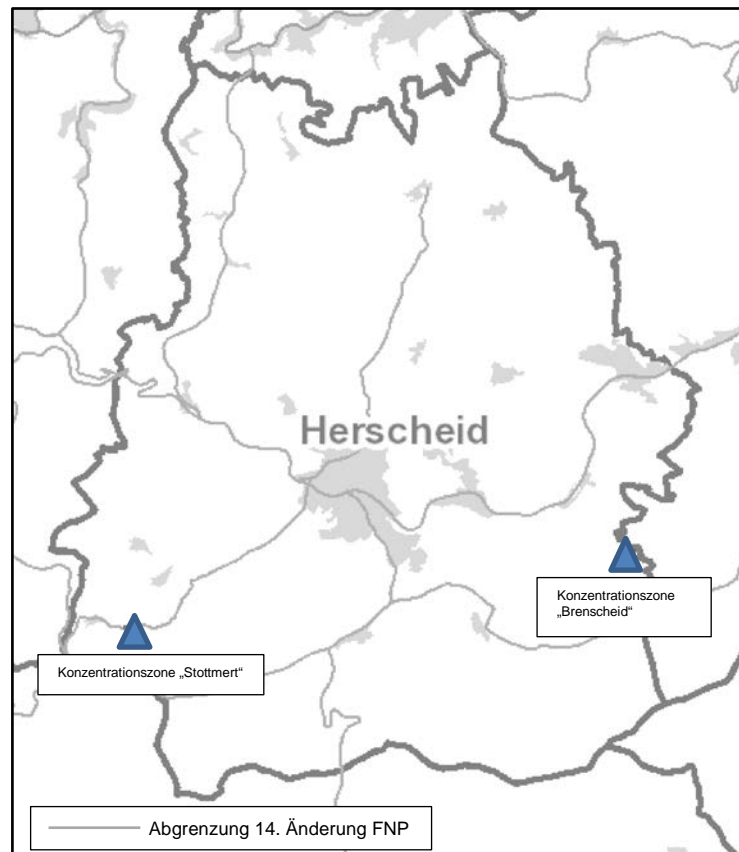 Herscheid
Konzentrationszone
„Brenscheid“
Konzentrationszone „Stottmert“
Abgrenzung 14. Änderung FNP